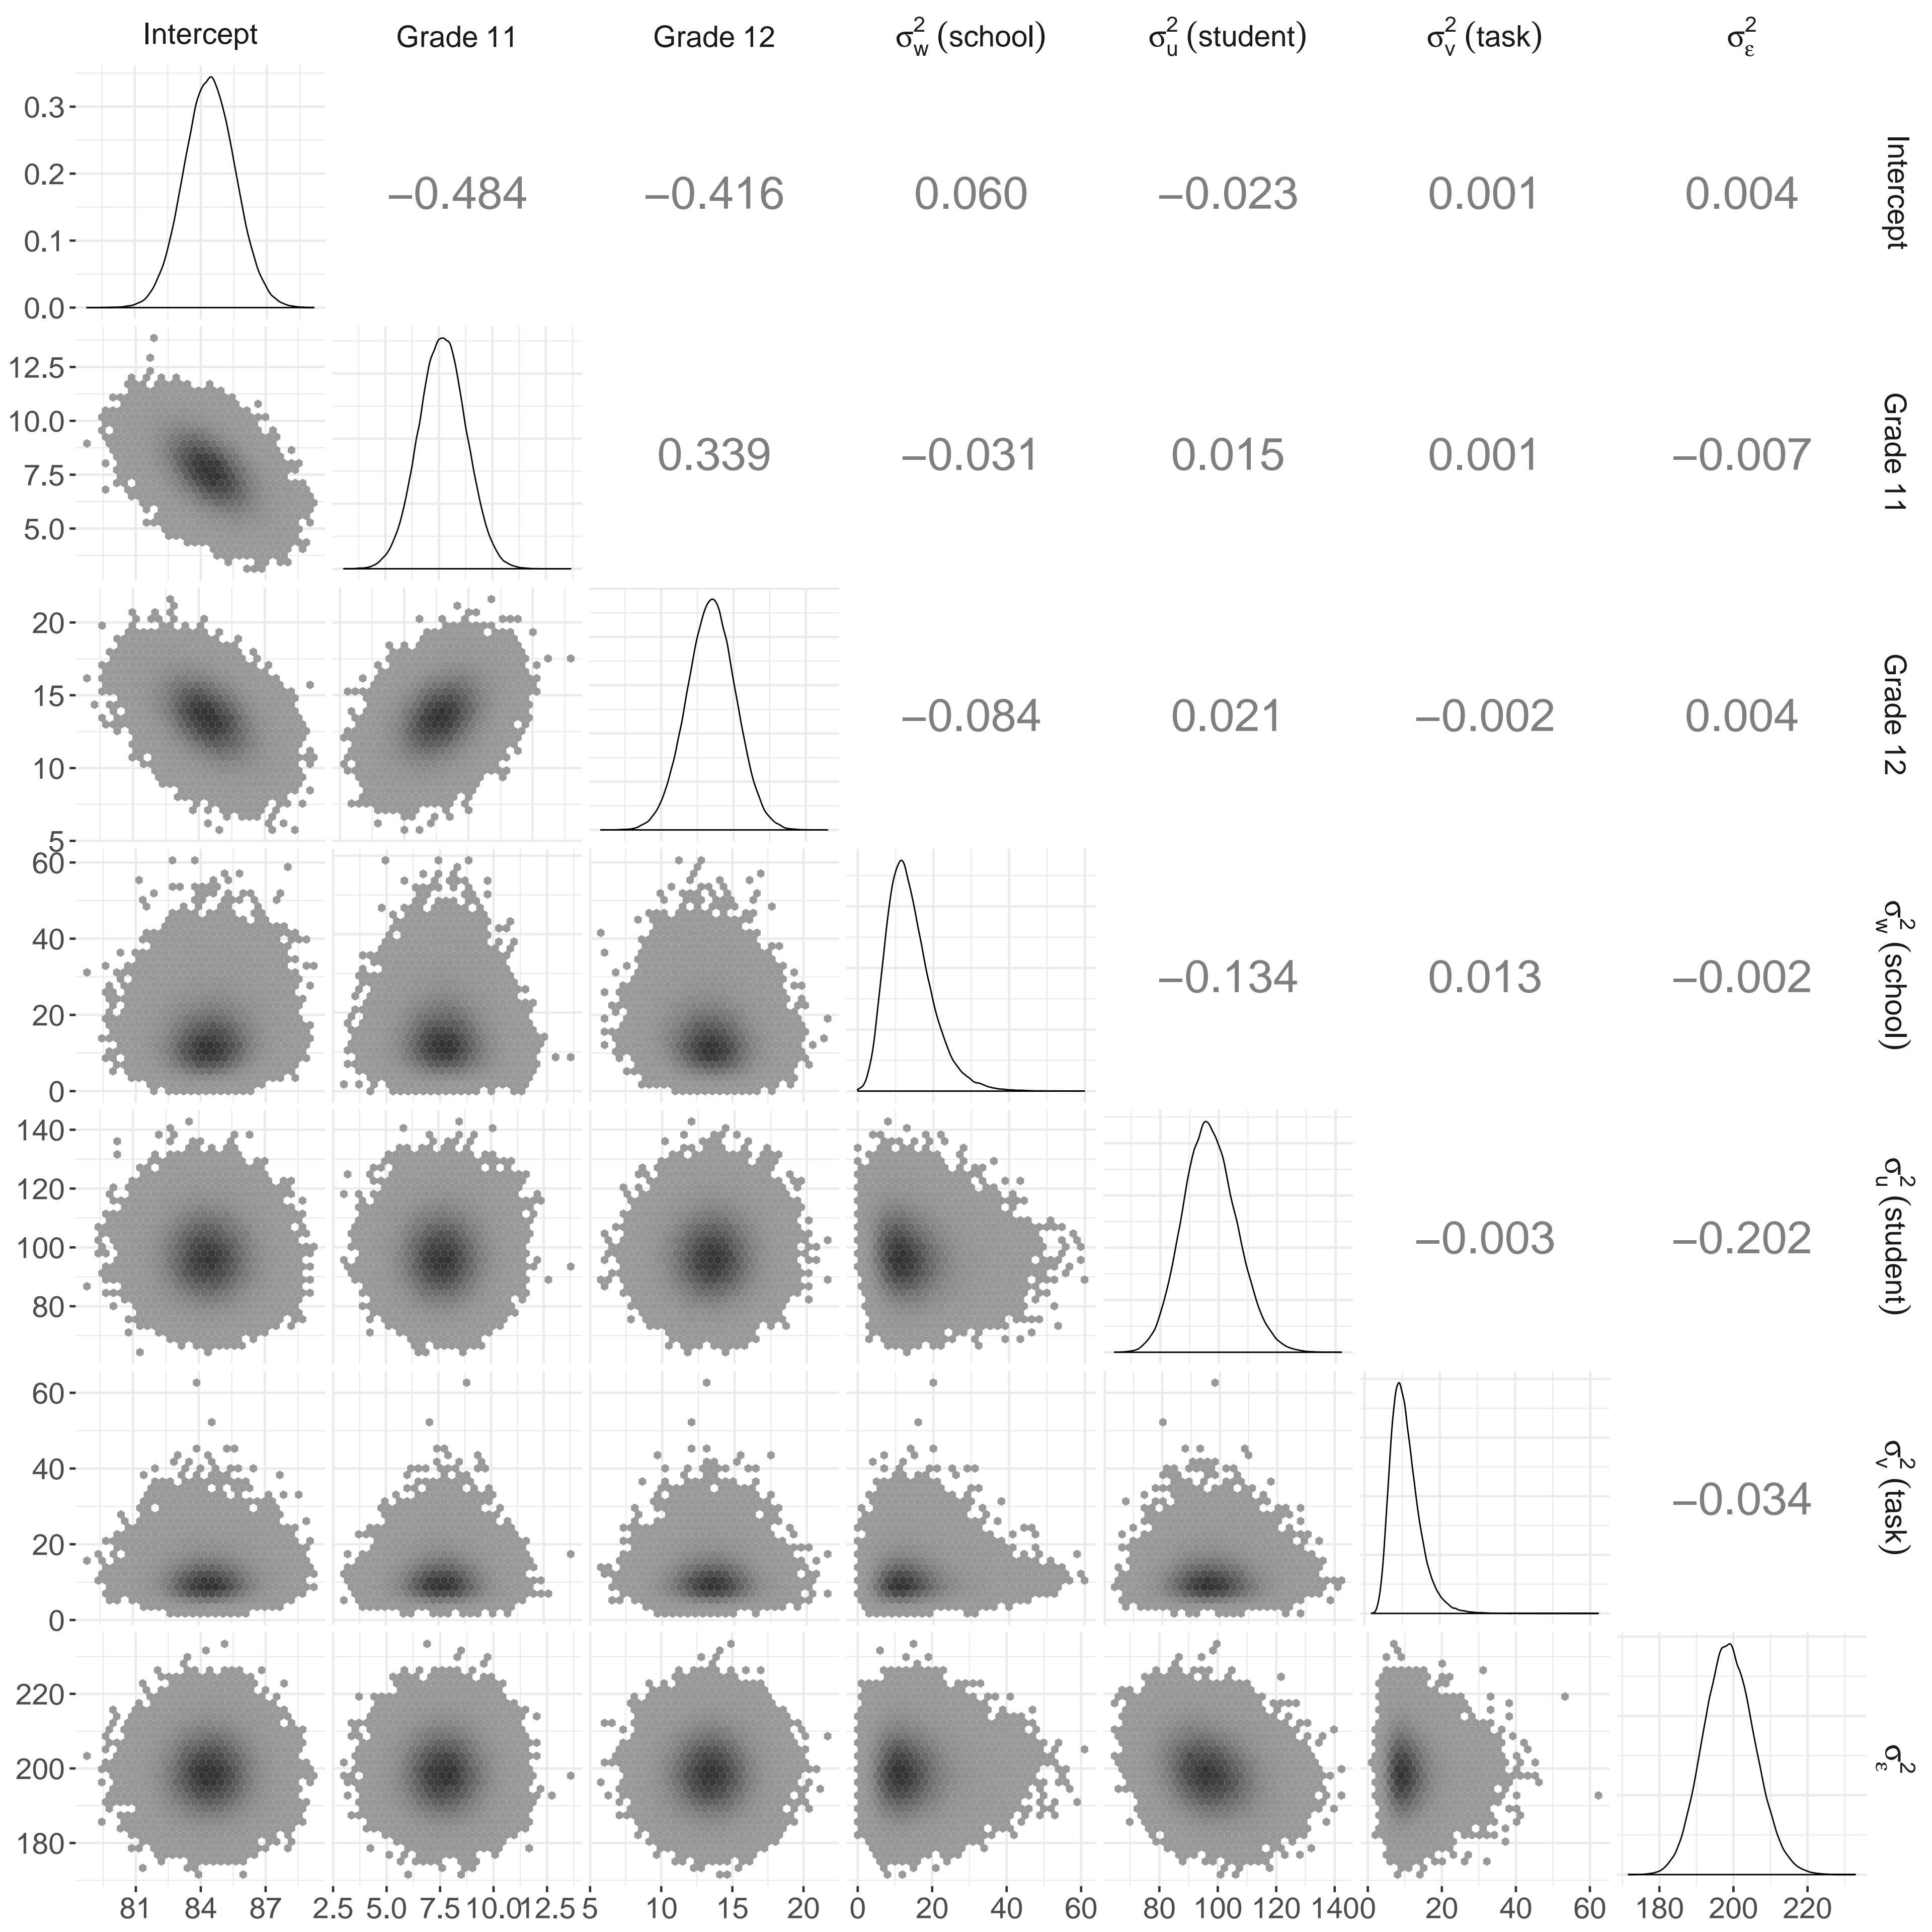 Intercept Grade 11 Grade 12 σ²w (school) σ²u (student) σ²v (task) σ²ε
0.3
0.2
0.1
0.0
−0.484 −0.416 0.060 −0.023 0.001 0.004
Intercept
12.5
10.0
7.5
5.0
0.339 −0.031 0.015 0.001 −0.007
Grade 11
20
15
10
5
−0.084 0.021 −0.002 0.004
Grade 12
60
40
20
0
−0.134 0.013 −0.002
σ²w (school)
140
120
100
80
−0.003 −0.202
σ²u (student)
60
40
20
0
−0.034
σ²v (task)
220
200
180
σ²ε
81 84 87 2.5 5.0 7.5 10.0 12.5 5 10 15 20 0 20 40 60 80 100 120 140 0 20 40 60 180 200 220